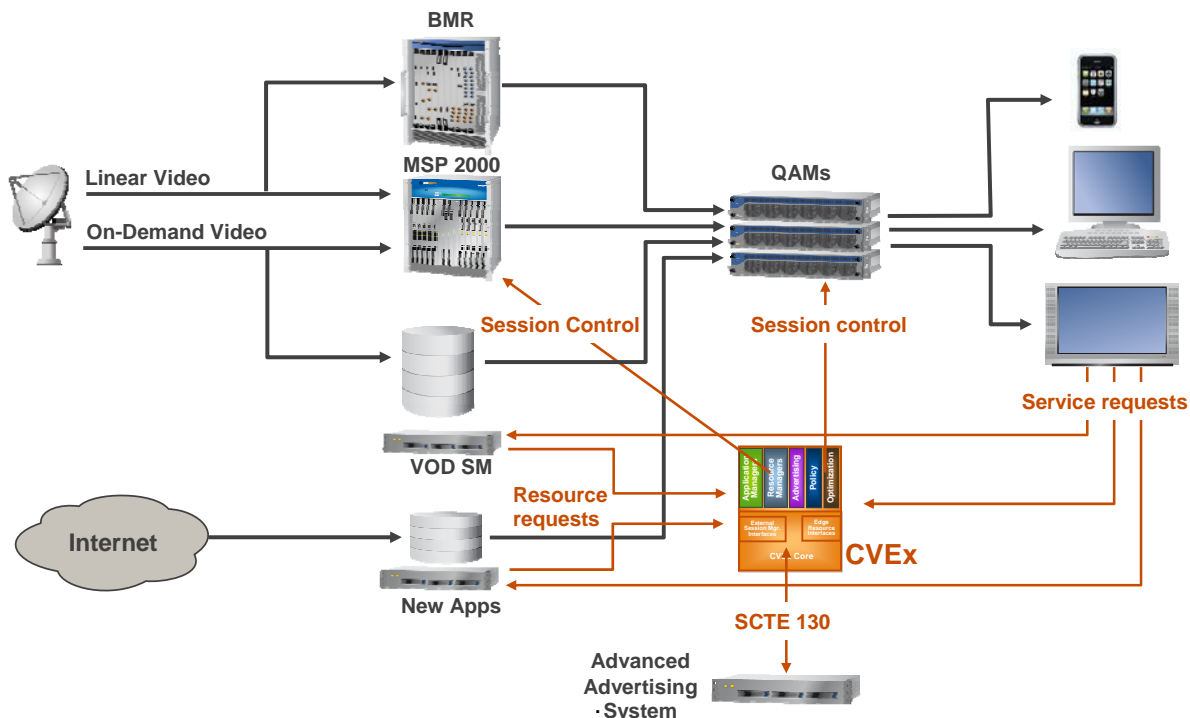 BMR
MSP 2000
Linear Video
On-Demand Video
QAMs
Session Control
Session control
Service requests
VOD SM
Resource
requests
Application
Managers
Resource
Managers
Advertising
Policy
Optimization
External
Session Mgr.
Interfaces
Edge
Resource
Interfaces
Core
CVEx
Internet
New Apps
SCTE 130
Advanced
Advertising
System